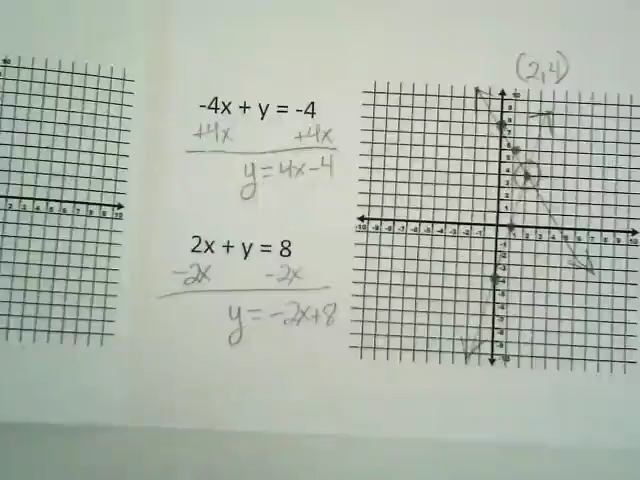 (2,4)
-4x + y = -4
+4x +4x
y = 4x-4
2x + y = 8
-2x -2x
y = -2x+8